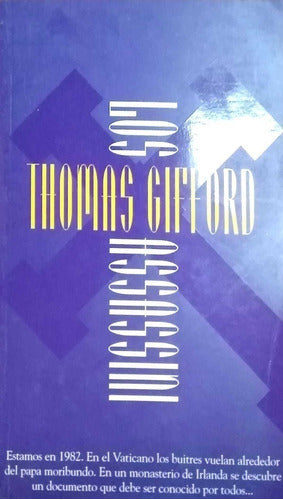 LOS ASSASSINI
THOMAS GIFFORD
Estamos en 1982. En el Vaticano los buitres vuelan alrededor
del papa moribundo. En un monasterio de Irlanda se descubre
un documento que debe ser conocido por todos...